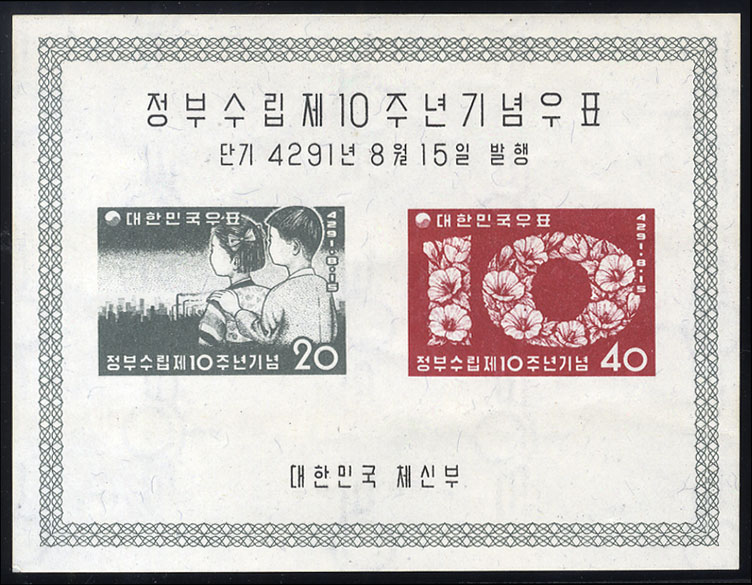 정부수립제10주년기념우표
단기 4291년 8월 15일 발행
대한민국우표
4291·8·15
정부수립제10주년기념 20
대한민국우표
4291·8·15
10
정부수립제10주년기념 40
대한민국 체신부